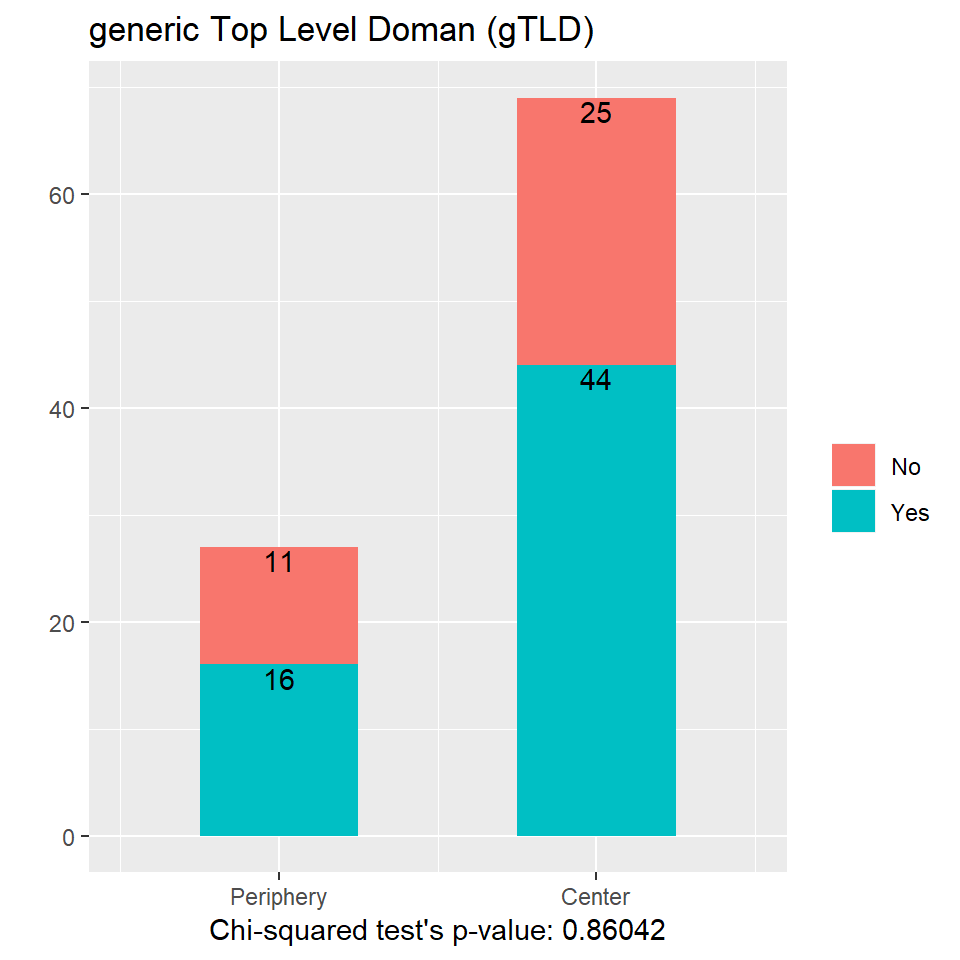 generic Top Level Doman (gTLD)
25
60
44
40
No
Yes
11
20
16
0
Periphery Center
Chi-squared test's p-value: 0.86042